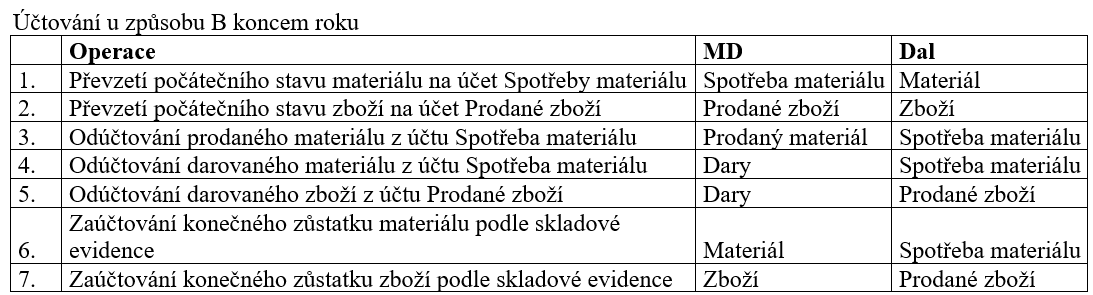 Účtování u způsobu B koncem roku
Operace MD Dal
1. Převzetí počátečního stavu materiálu na účet Spotřeby materiálu Spotřeba materiálu Materiál
2. Převzetí počátečního stavu zboží na účet Prodané zboží Prodané zboží Zboží
3. Odúčtování prodaného materiálu z účtu Spotřeba materiálu Prodaný materiál Spotřeba materiálu
4. Odúčtování darovaného materiálu z účtu Spotřeba materiálu Dary Spotřeba materiálu
5. Odúčtování darovaného zboží z účtu Prodané zboží Dary Prodané zboží
Zaúčtování konečného zůstatku materiálu podle skladové
6. evidence Materiál Spotřeba materiálu
7. Zaúčtování konečného zůstatku zboží podle skladové evidence Zboží Prodané zboží